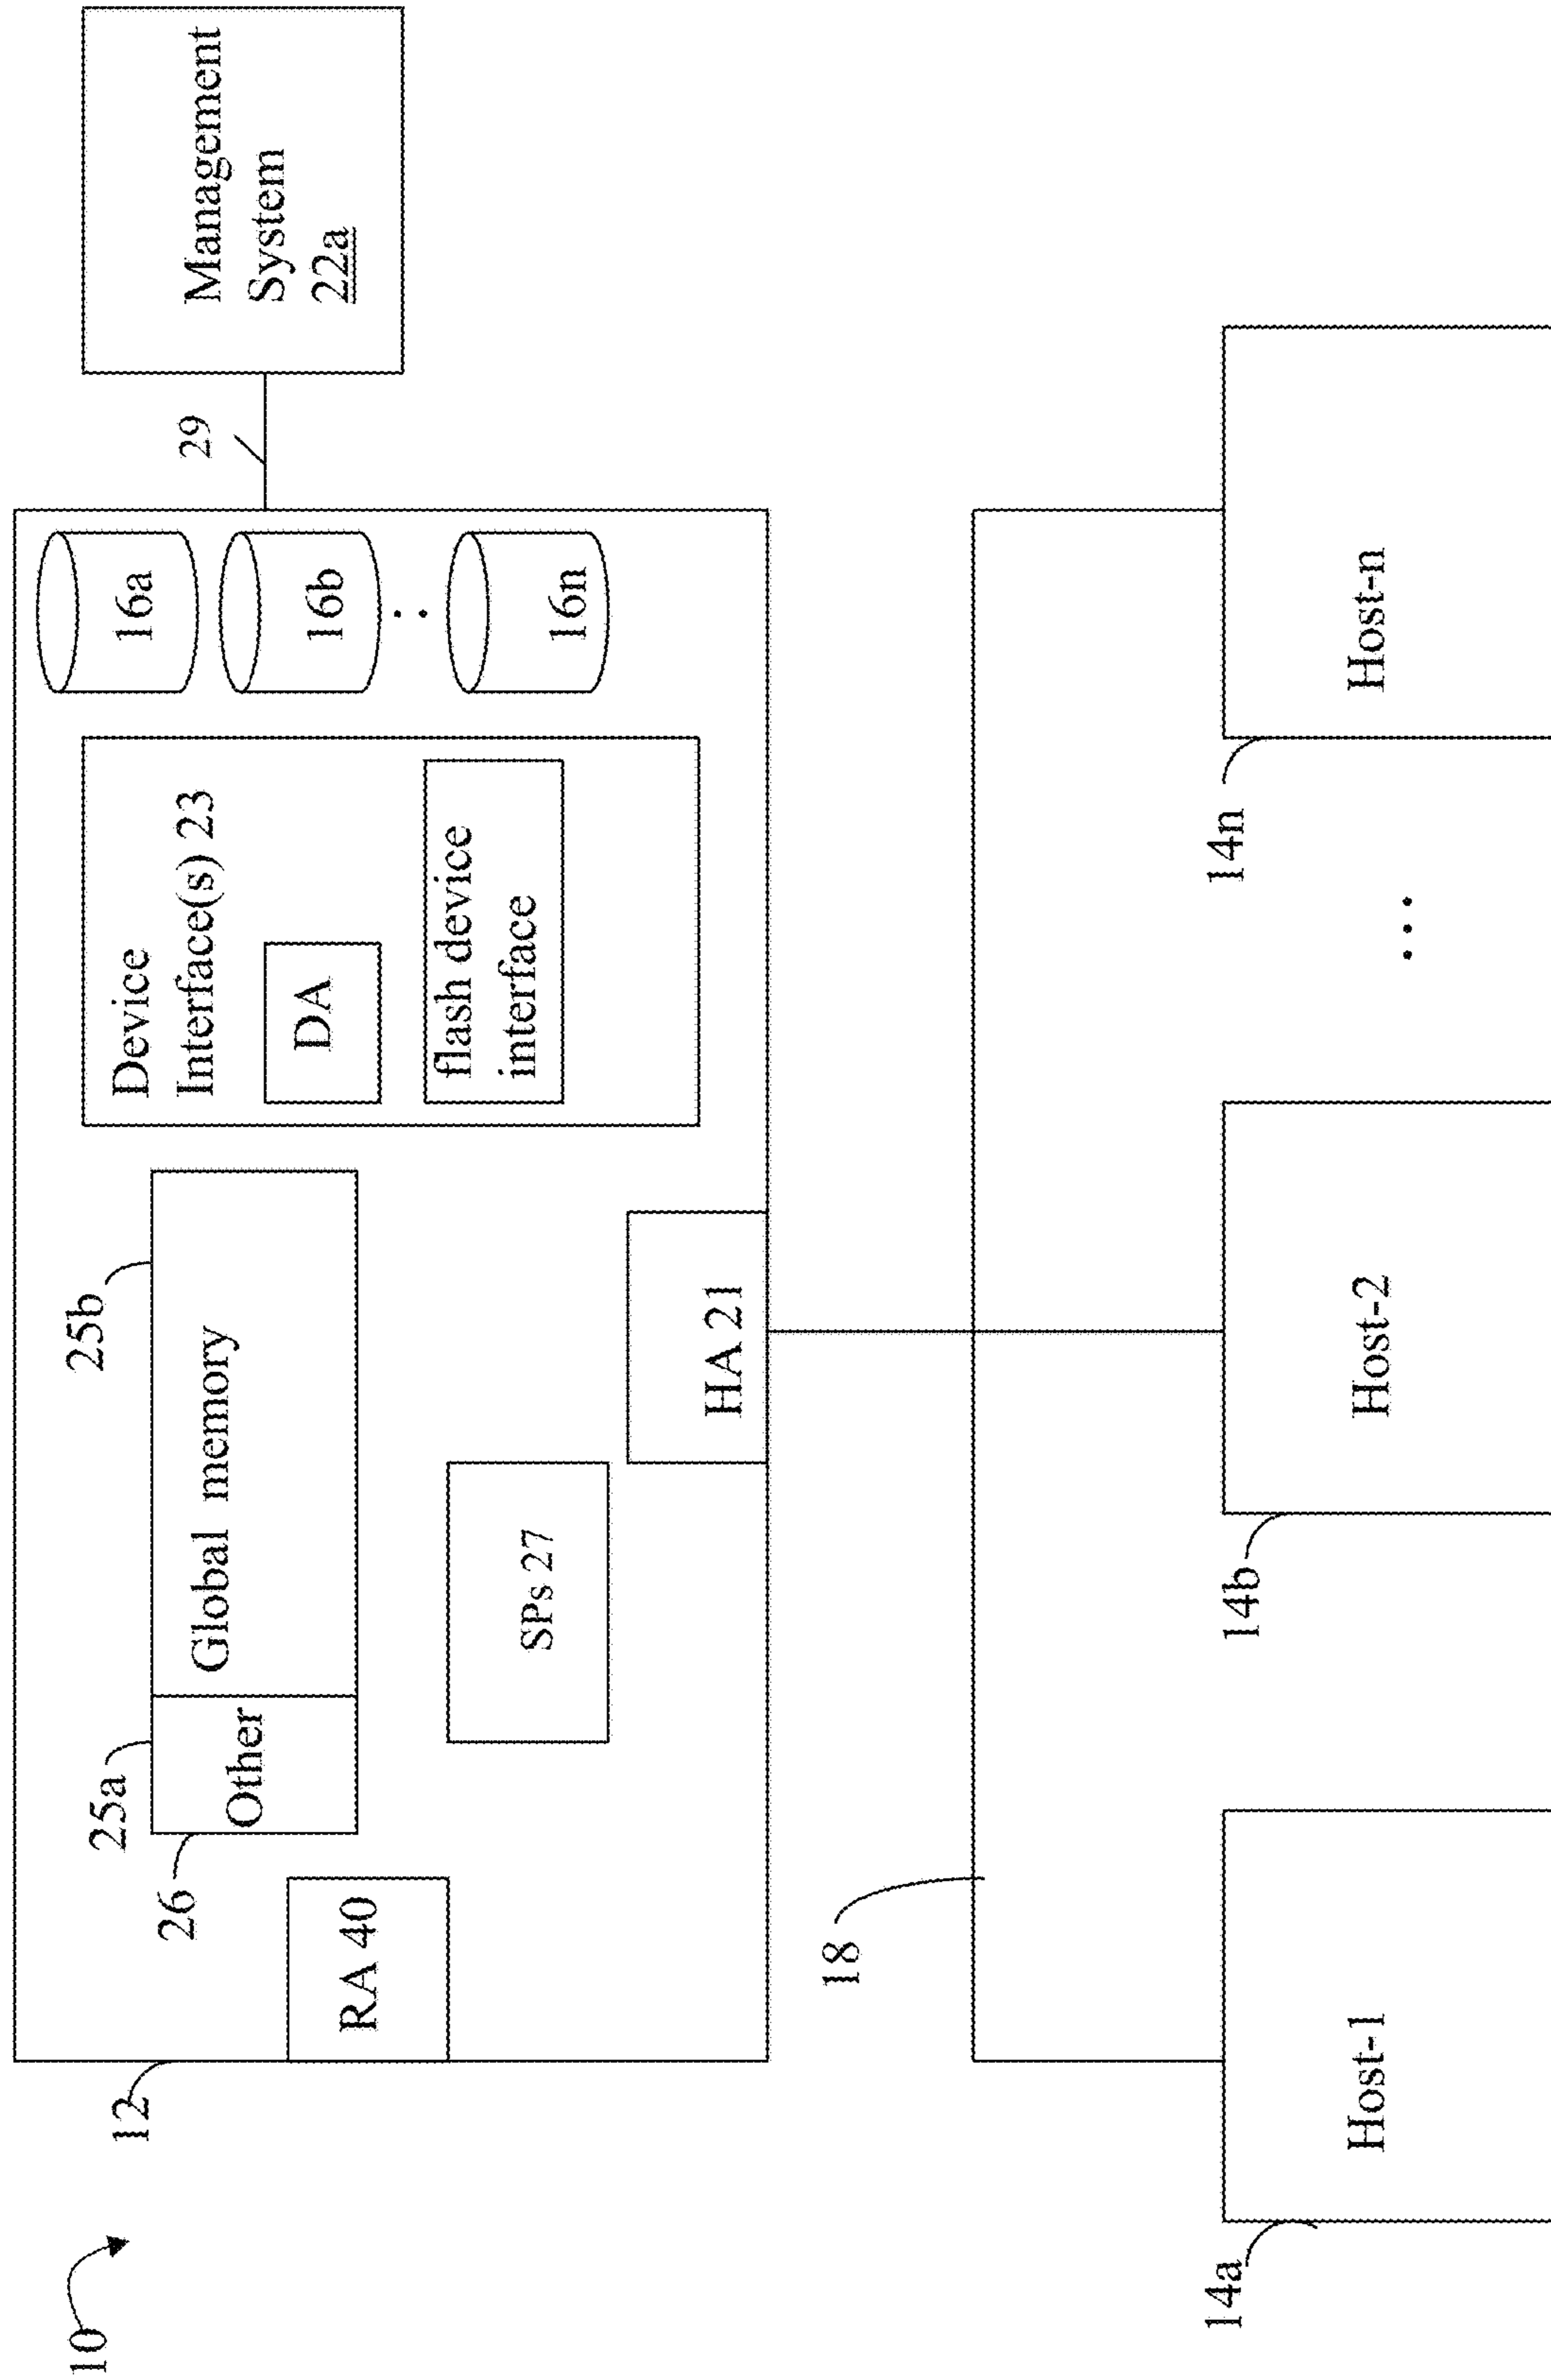 10
12
RA 40
26
25a
Other
Global memory
25b
SPs 27
HA 21
Device
Interface(s) 23
DA
flash device
interface
16a
16b
16n
29
Management
System
22a
18
14a
Host-1
14b
Host-2
14n
Host-n